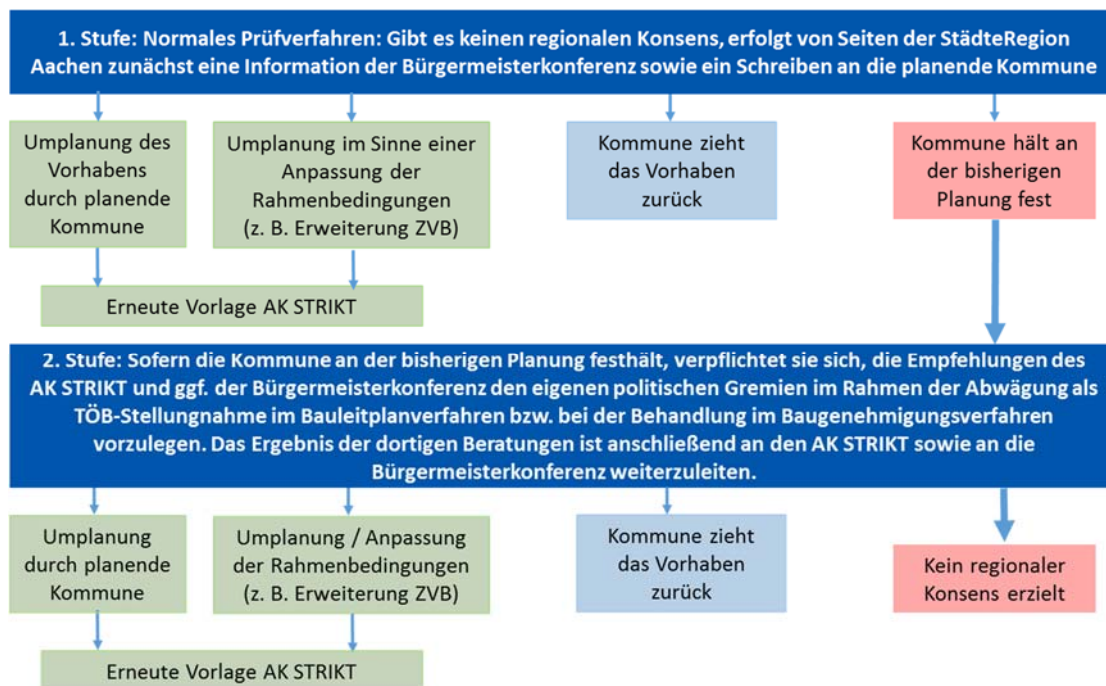 1. Stufe: Normales Prüfverfahren: Gibt es keinen regionalen Konsens, erfolgt von Seiten der StädteRegion
Aachen zunächst eine Information der Bürgermeisterkonferenz sowie ein Schreiben an die planende Kommune
Umplanung des
Vorhabens
durch planende
Kommune
Umplanung im Sinne einer
Anpassung der
Rahmenbedingungen
(z. B. Erweiterung ZVB)
Kommune zieht
das Vorhaben
zurück
Kommune hält an
der bisherigen
Planung fest
Erneute Vorlage AK STRIKT
2. Stufe: Sofern die Kommune an der bisherigen Planung festhält, verpflichtet sie sich, die Empfehlungen des
AK STRIKT und ggf. der Bürgermeisterkonferenz den eigenen politischen Gremien im Rahmen der Abwägung als
TÖB-Stellungnahme im Bauleitplanverfahren bzw. bei der Behandlung im Baugenehmigungsverfahren
vorzulegen. Das Ergebnis der dortigen Beratungen ist anschließend an den AK STRIKT sowie an die
Bürgermeisterkonferenz weiterzuleiten.
Umplanung
durch planende
Kommune
Umplanung / Anpassung
der Rahmenbedingungen
(z. B. Erweiterung ZVB)
Kommune zieht
das Vorhaben
zurück
Kein regionaler
Konsens erzielt
Erneute Vorlage AK STRIKT